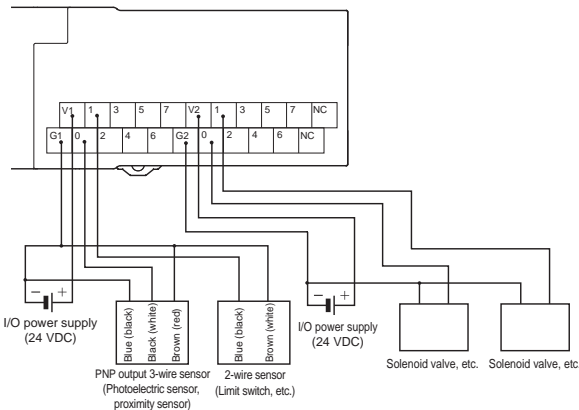 V1 1 3 5 7 V2 1 3 5 7 NC
G1 0 2 4 6 G2 0 2 4 6 NC
− +
I/O power supply
(24 VDC)
Blue (black)
Black (white)
Brown (red)
PNP output 3-wire sensor
(Photoelectric sensor,
proximity sensor)
Blue (black)
Brown (white)
2-wire sensor
(Limit switch, etc.)
− +
I/O power supply
(24 VDC)
Solenoid valve, etc.
Solenoid valve, etc.